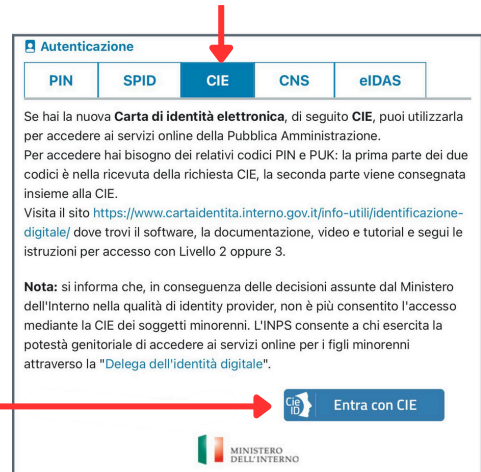 Autenticazione
PIN SPID CIE CNS eIDAS
Se hai la nuova Carta di identità elettronica, di seguito CIE, puoi utilizzarla
per accedere ai servizi online della Pubblica Amministrazione.
Per accedere hai bisogno dei relativi codici PIN e PUK: la prima parte dei due
codici è nella ricevuta della richiesta CIE, la seconda parte viene consegnata
insieme alla CIE.
Visita il sito https://www.cartaidentita.interno.gov.it/info-utili/identificazione-
digitale/ dove trovi il software, la documentazione, video e tutorial e segui le
istruzioni per accesso con Livello 2 oppure 3.
Nota: si informa che, in conseguenza delle decisioni assunte dal Ministero
dell'Interno nella qualità di identity provider, non è più consentito l'accesso
mediante la CIE dei soggetti minorenni. L'INPS consente a chi esercita la
potestà genitoriale di accedere ai servizi online per i figli minorenni
attraverso la "Delega dell'identità digitale".
Cie
ID
Entra con CIE
MINISTERO
DELL'INTERNO